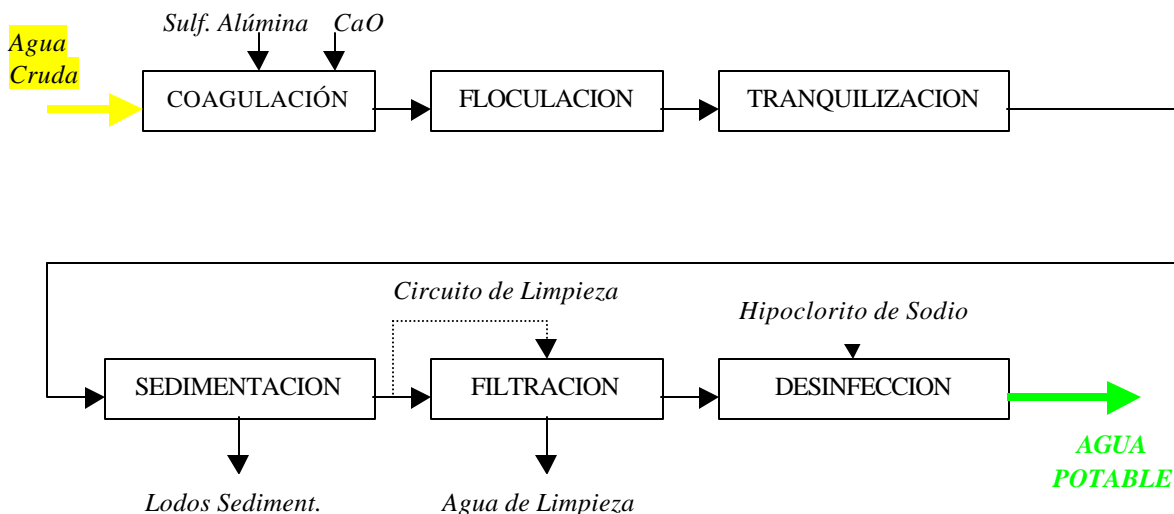 Sulf. Alúmina CaO
Agua
Cruda
COAGULACIÓN
FLOCULACION
TRANQUILIZACION
Circuito de Limpieza
Hipoclorito de Sodio
SEDIMENTACION
FILTRACION
DESINFECCION
AGUA
POTABLE
Lodos Sediment.
Agua de Limpieza